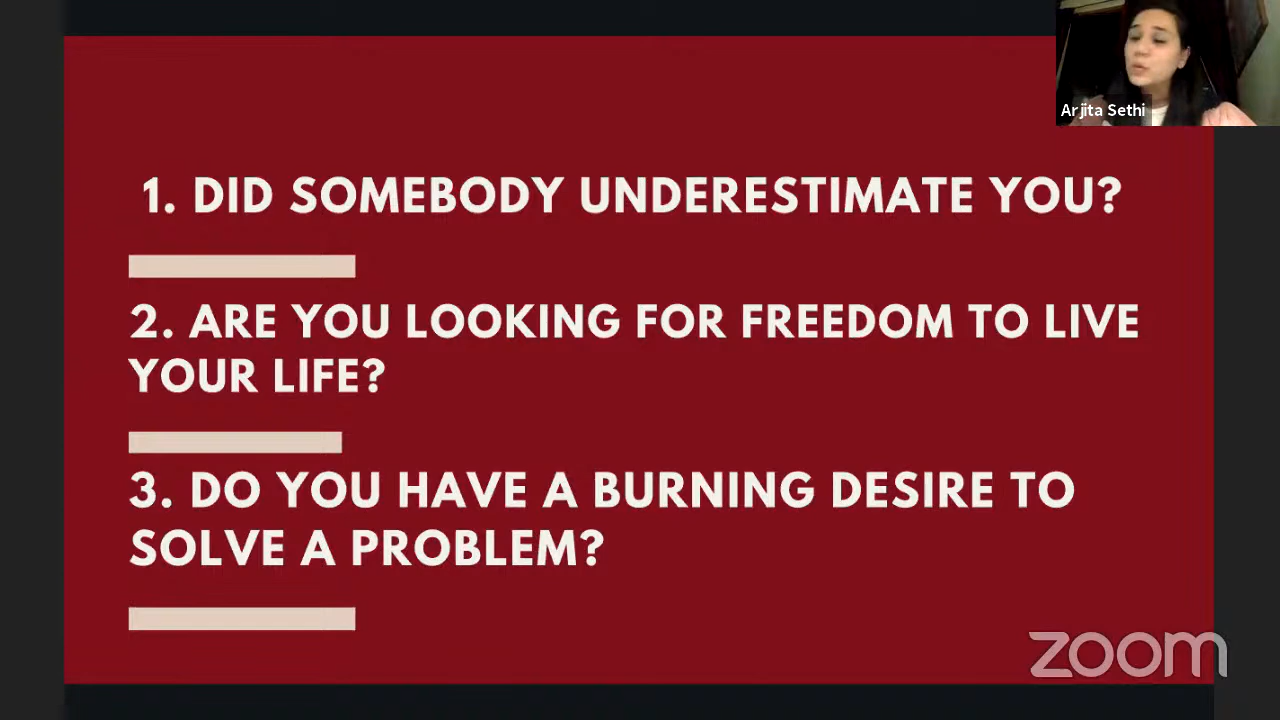 Arjita Sethi
1. DID SOMEBODY UNDERESTIMATE YOU?
2. ARE YOU LOOKING FOR FREEDOM TO LIVE
YOUR LIFE?
3. DO YOU HAVE A BURNING DESIRE TO
SOLVE A PROBLEM?
zoom